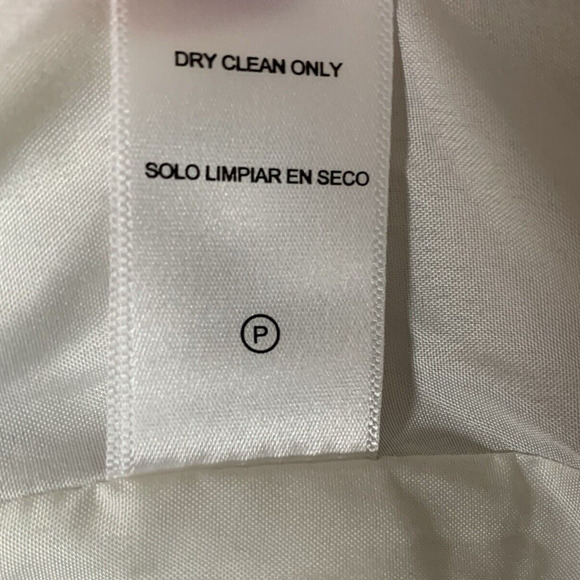 DRY CLEAN ONLY
SOLO LIMPIAR EN SECO
P